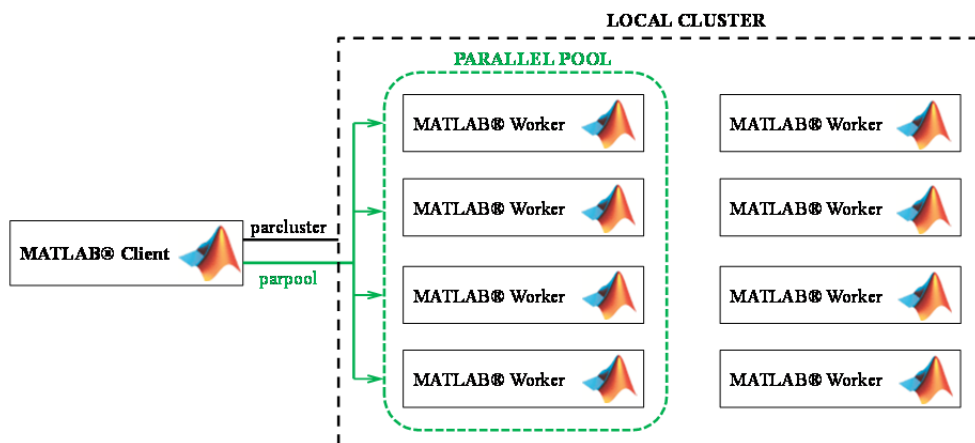 LOCAL CLUSTER
PARALLEL POOL
MATLAB® Worker
MATLAB® Worker
MATLAB® Worker
MATLAB® Worker
MATLAB® Client
parcluster
parpool
MATLAB® Worker
MATLAB® Worker
MATLAB® Worker
MATLAB® Worker